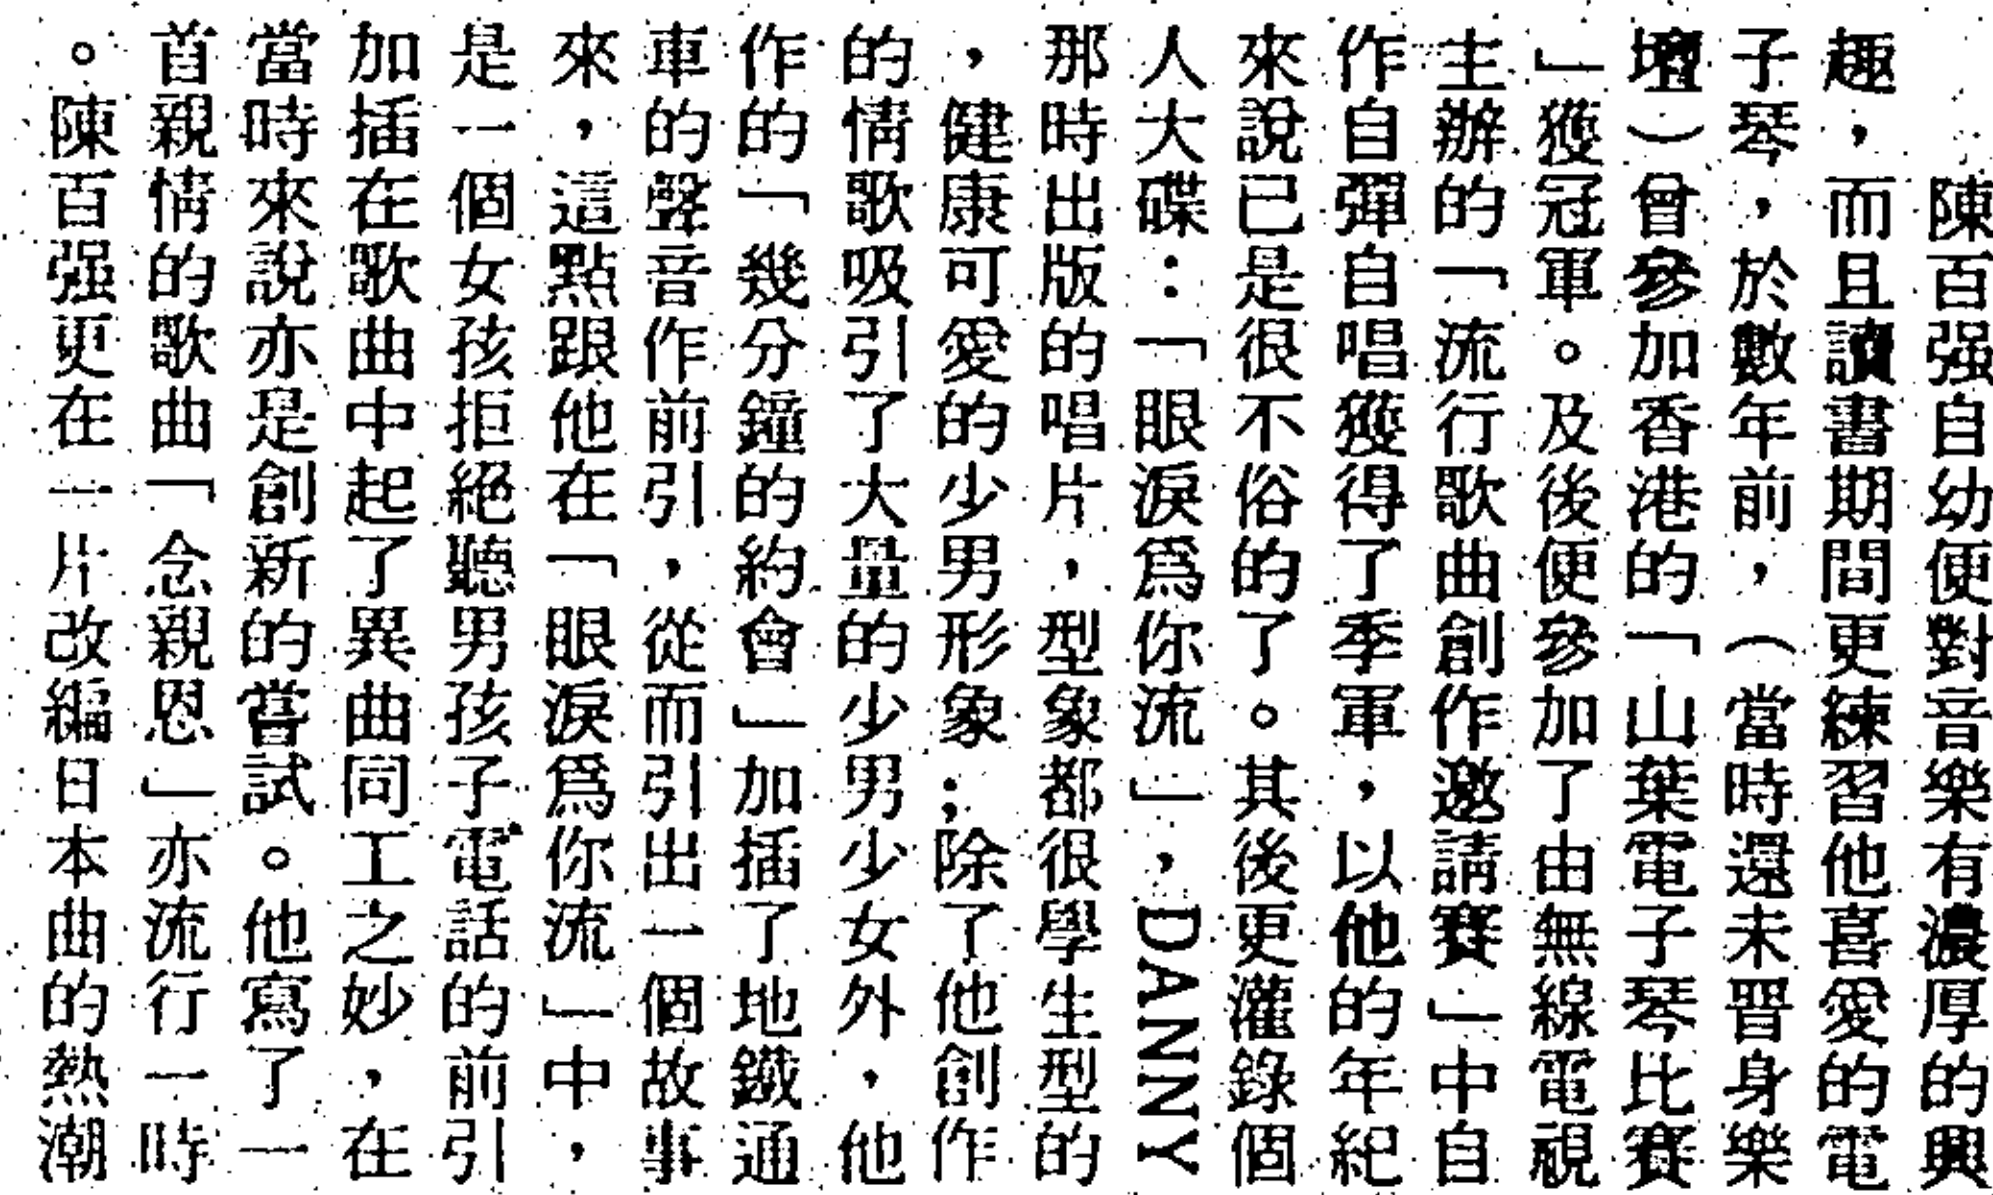 陳百强自幼便對音樂有濃厚的興
趣，而且讀書期間更練習他喜愛的電
子琴，於數年前，（當時還未晋身樂
壇）曾參加香港的「山葉電子琴比賽
」獲冠軍。及後便參加了由無線電視
主辦的「流行歌曲創作邀請賽」中自
作自彈自唱獲得了季軍，以他的年紀
來說已是很不俗的了。其後更灌錄個
人大碟：「眼淚爲你流」，DANNY
那時出版的唱片，型象都很學生型的
，健康可愛的少男形象；除了他創作
的情歌吸引了大量的少男少女外，他
作的「幾分鐘的約會」加插了地鐵通
車的聲音作前引，從而引出一個故事
來，這點跟他在「眼淚爲你流」中，
是一個女孩拒絕聽男孩子電話的前引
加插在歌曲中起了異曲同工之妙，在
當時來說亦是創新的嘗試。他寫了一
首親情的歌曲「念親恩」亦流行一時
。陳百强更在一片改編日本曲的熱潮